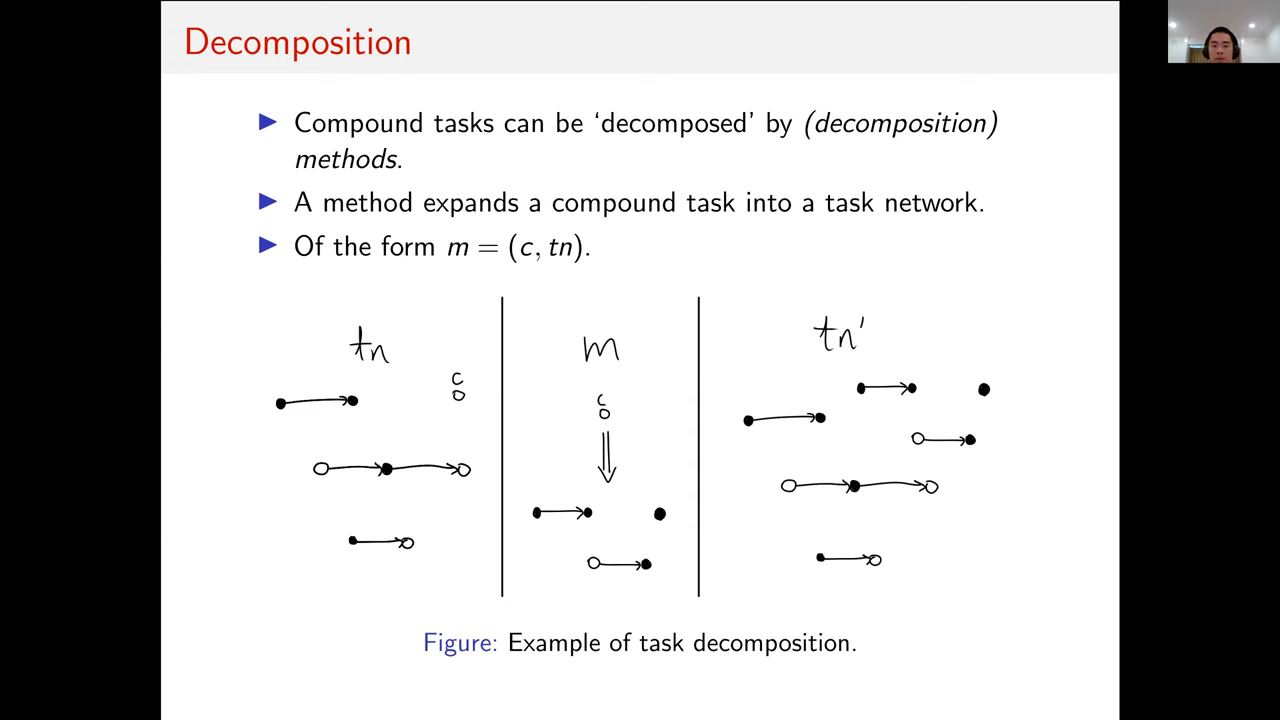 Decomposition
▶ Compound tasks can be ‘decomposed’ by (decomposition)
methods.
▶ A method expands a compound task into a task network.
▶ Of the form m = (c, tn).
tn
c
m
c
tn′
Figure: Example of task decomposition.